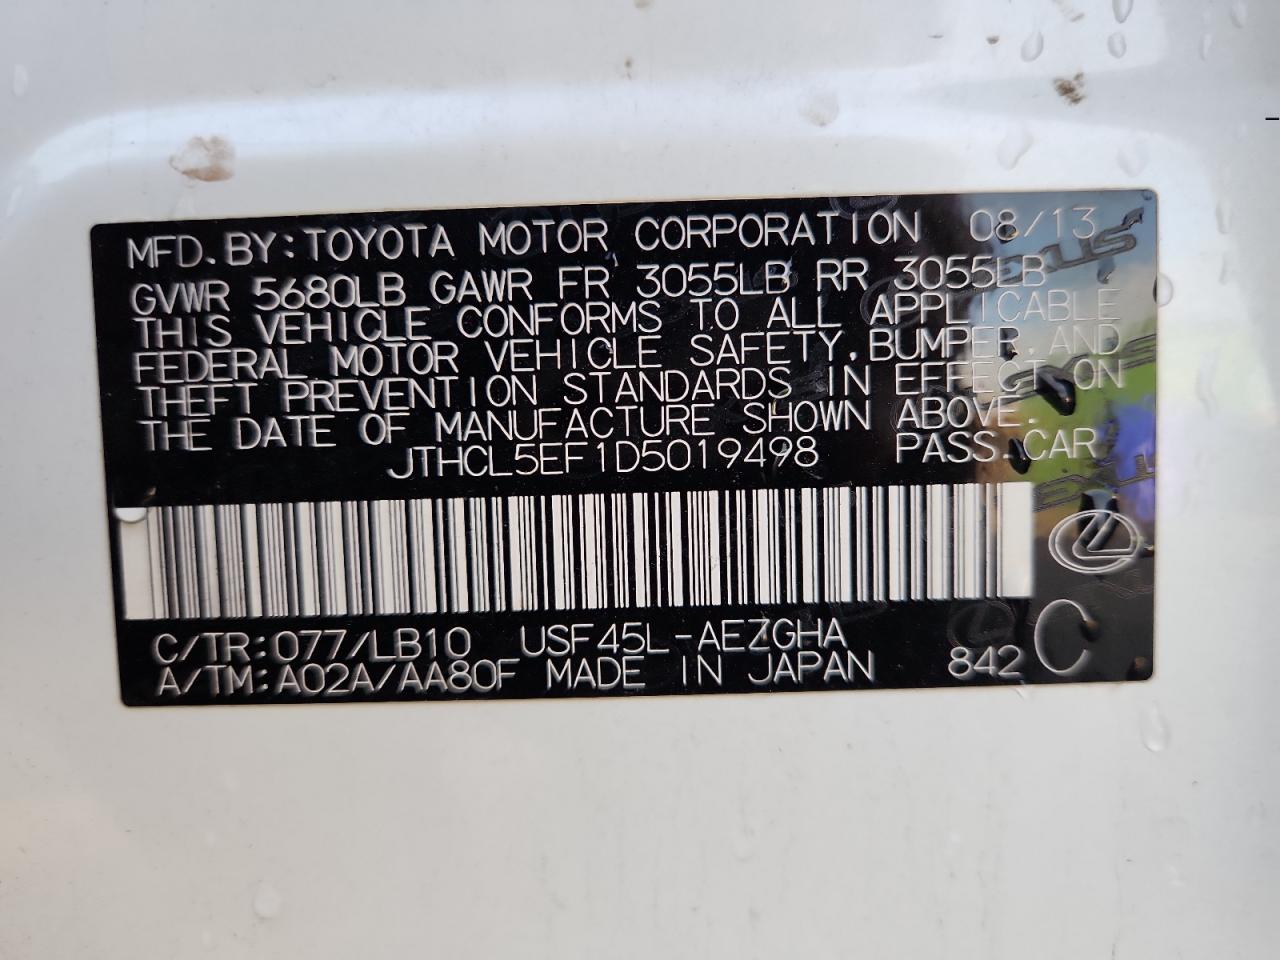 MFD. BY: TOYOTA MOTOR CORPORATION 08/13
GVWR 5680LB GAWR FR 3055LB RR 3055LB
THIS VEHICLE CONFORMS TO ALL APPLICABLE
FEDERAL MOTOR VEHICLE SAFETY, BUMPER, AND
THEFT PREVENTION STANDARDS IN EFFECT ON
THE DATE OF MANUFACTURE SHOWN ABOVE.
JTHCL5EF1D5019498 PASS. CAR
C/TR: 077/LB10 USF45L-AEZGHA
A/TM: A02A/AA80F MADE IN JAPAN 842 C